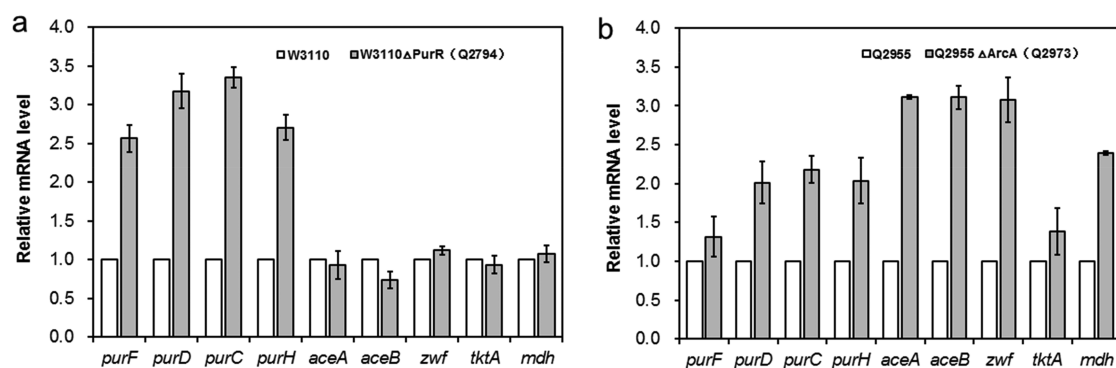 a
Relative mRNA level
4.0
3.5
3.0
2.5
2.0
1.5
1.0
0.5
0.0
W3110 W3110ΔPurR（Q2794）
purF purD purC purH aceA aceB zwf tktA mdh
b
Relative mRNA level
4.0
3.5
3.0
2.5
2.0
1.5
1.0
0.5
0.0
Q2955 Q2955 ΔArcA（Q2973）
purF purD purC purH aceA aceB zwf tktA mdh